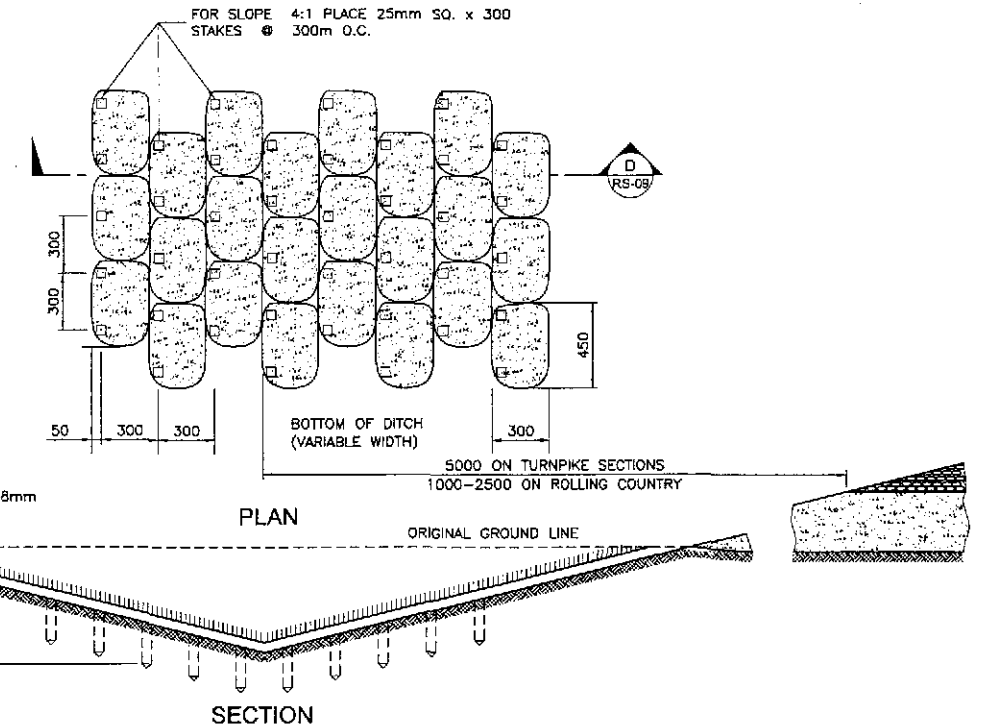 FOR SLOPE 4:1 PLACE 25mm SQ. x 300
STAKES @ 300m O.C.
D
RS-09
300
300
450
50
300
300
BOTTOM OF DITCH
(VARIABLE WIDTH)
300
5000 ON TURNPIKE SECTIONS
1000-2500 ON ROLLING COUNTRY
8mm
PLAN
ORIGINAL GROUND LINE
SECTION